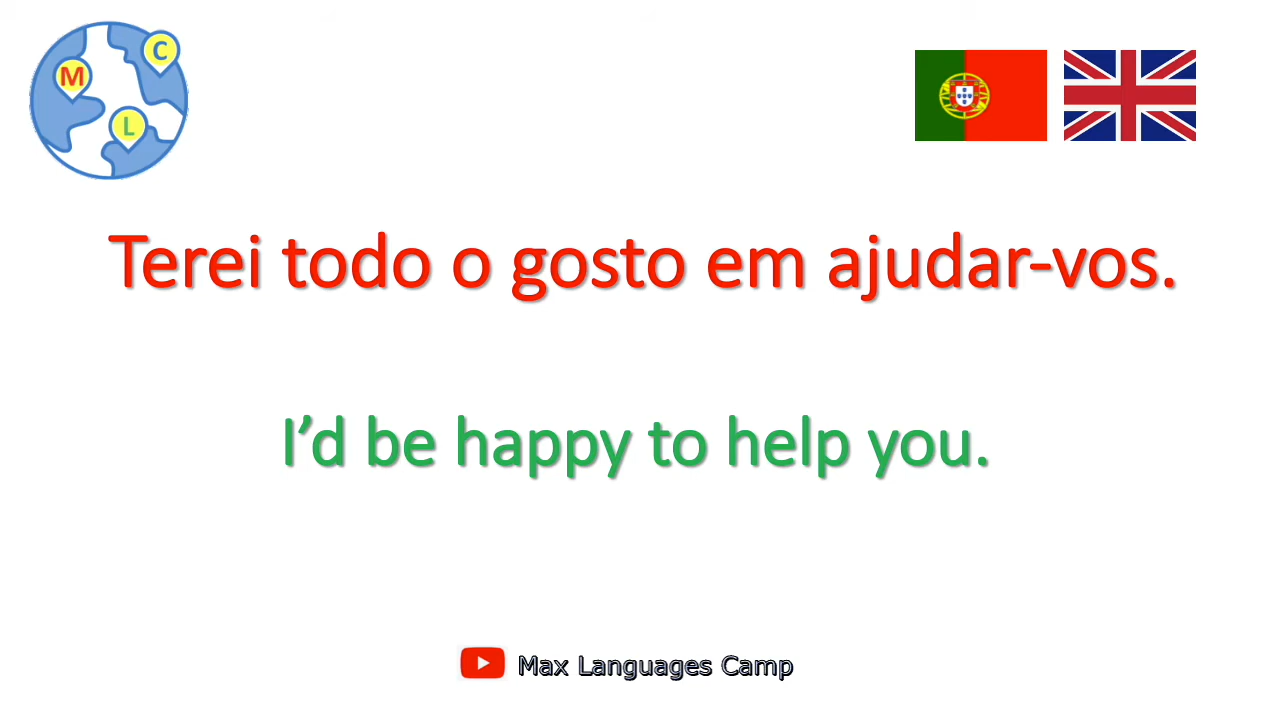 C
M
L
Terei todo o gosto em ajudar-vos.
I’d be happy to help you.
Max Languages Camp